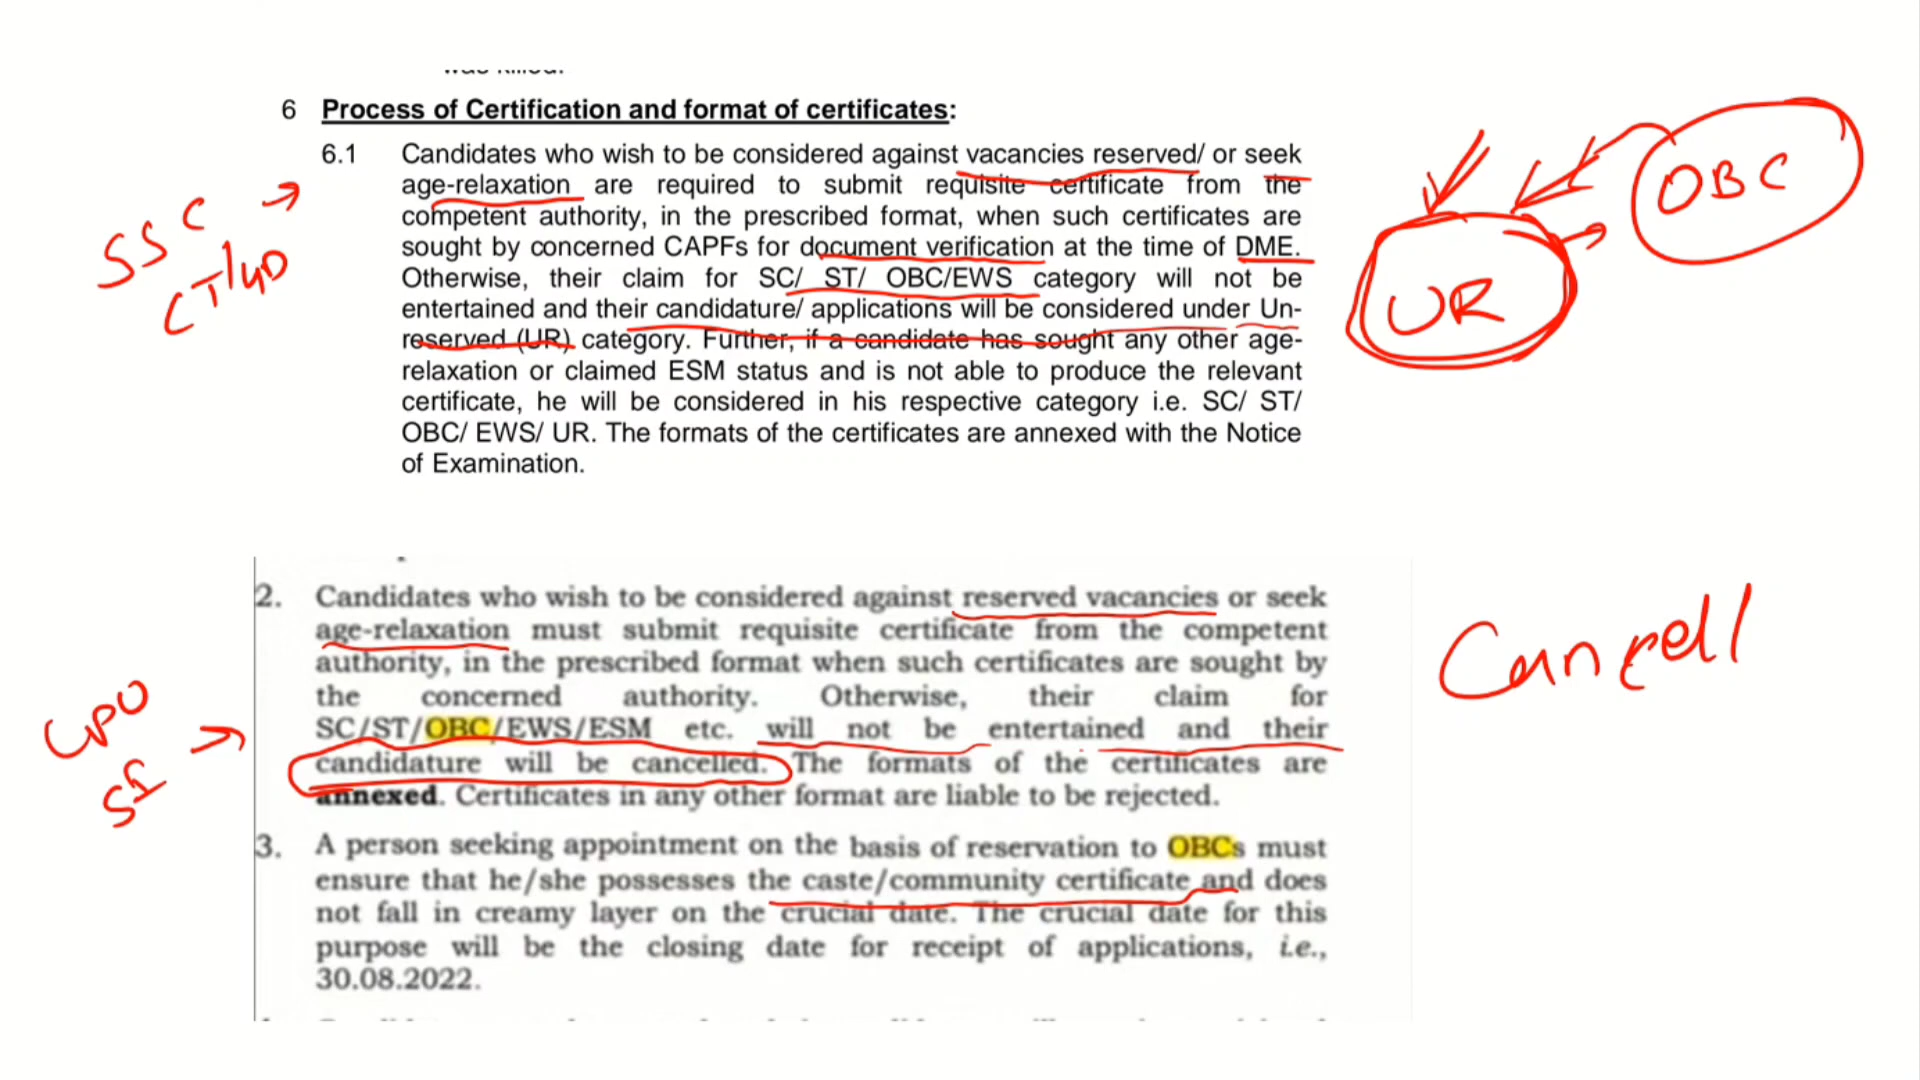 6 Process of Certification and format of certificates:
6.1 Candidates who wish to be considered against vacancies reserved/ or seek
age-relaxation are required to submit requisite certificate from the
competent authority, in the prescribed format, when such certificates are
sought by concerned CAPFs for document verification at the time of DME.
Otherwise, their claim for SC/ ST/ OBC/EWS category will not be
entertained and their candidature/ applications will be considered under Un-
reserved (UR) category. Further, if a candidate has sought any other age-
relaxation or claimed ESM status and is not able to produce the relevant
certificate, he will be considered in his respective category i.e. SC/ ST/
OBC/ EWS/ UR. The formats of the certificates are annexed with the Notice
of Examination.
SSC
OBC
UR
2. Candidates who wish to be considered against reserved vacancies or seek
age-relaxation must submit requisite certificate from the competent
authority, in the prescribed format when such certificates are sought by
the concerned authority. Otherwise, their claim for
SC/ST/OBC/EWS/ESM etc. will not be entertained and their
candidature will be cancelled. The formats of the certificates are
annexed. Certificates in any other format are liable to be rejected.
3. A person seeking appointment on the basis of reservation to OBCs must
ensure that he/she possesses the caste/community certificate and does
not fall in creamy layer on the crucial date. The crucial date for this
purpose will be the closing date for receipt of applications, i.e.,
30.08.2022.
CPO
SI
Cancell